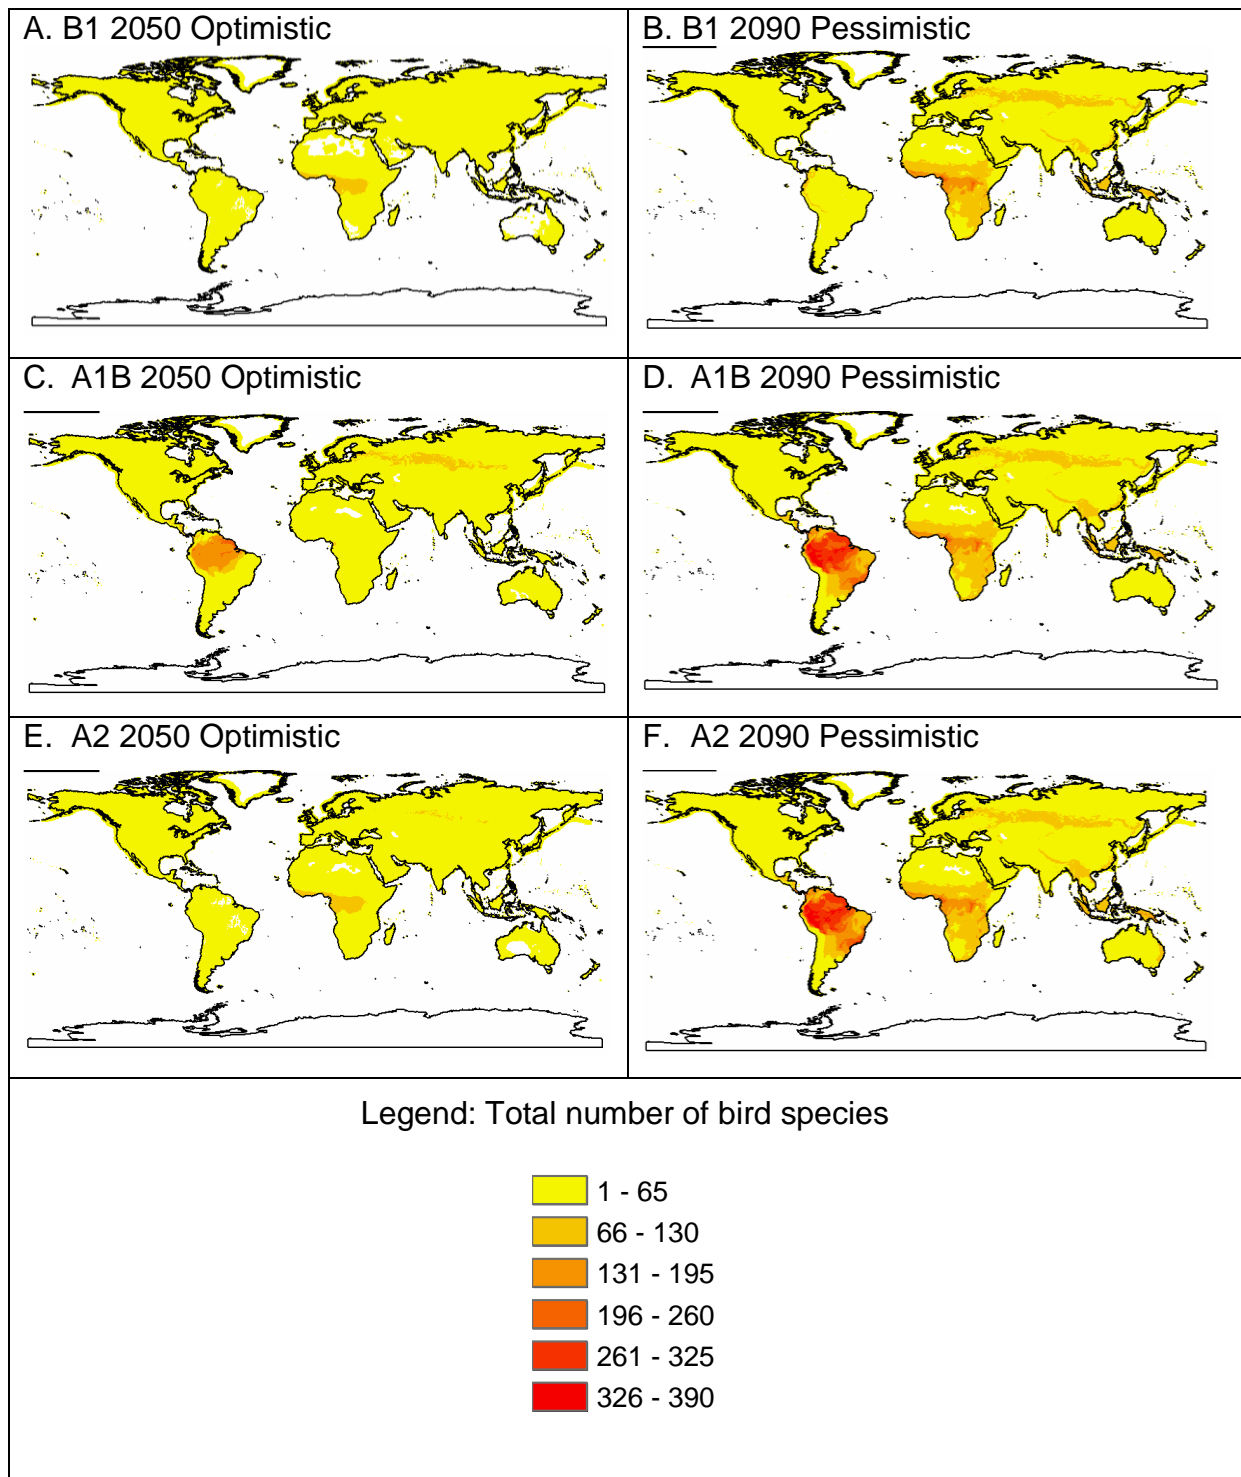 A. B1 2050 Optimistic
B. B1 2090 Pessimistic
C. A1B 2050 Optimistic
D. A1B 2090 Pessimistic
E. A2 2050 Optimistic
F. A2 2090 Pessimistic
Legend: Total number of bird species
1 - 65
66 - 130
131 - 195
196 - 260
261 - 325
326 - 390